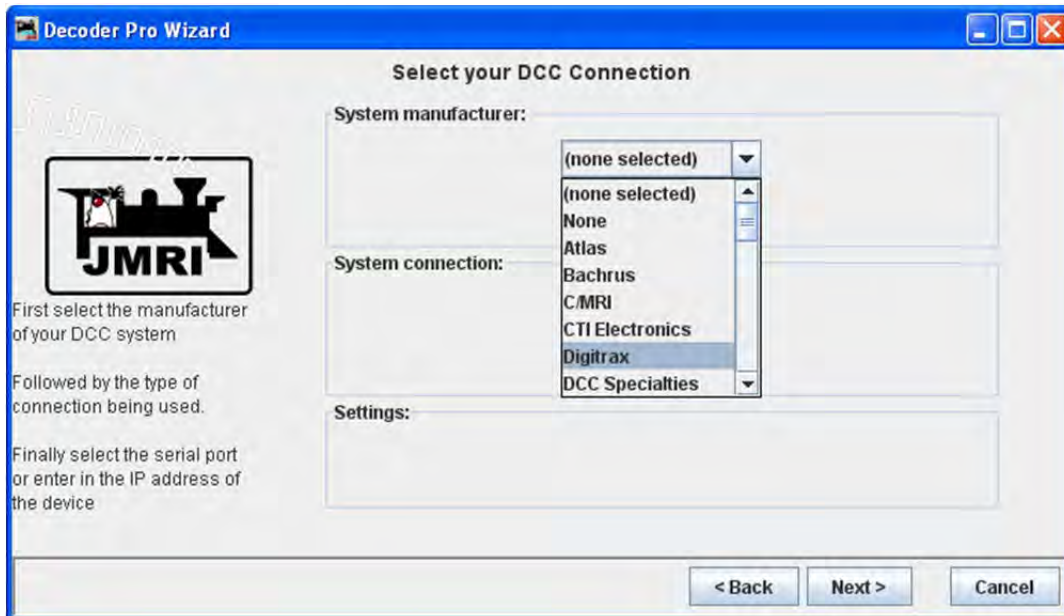 Decoder Pro Wizard
Select your DCC Connection
JMRI
First select the manufacturer
of your DCC system
Followed by the type of
connection being used.
Finally select the serial port
or enter in the IP address of
the device
System manufacturer:
(none selected)
(none selected)
None
Atlas
Bachrus
C/MRI
CTI Electronics
Digitrax
DCC Specialties
System connection:
Settings:
< Back
Next >
Cancel